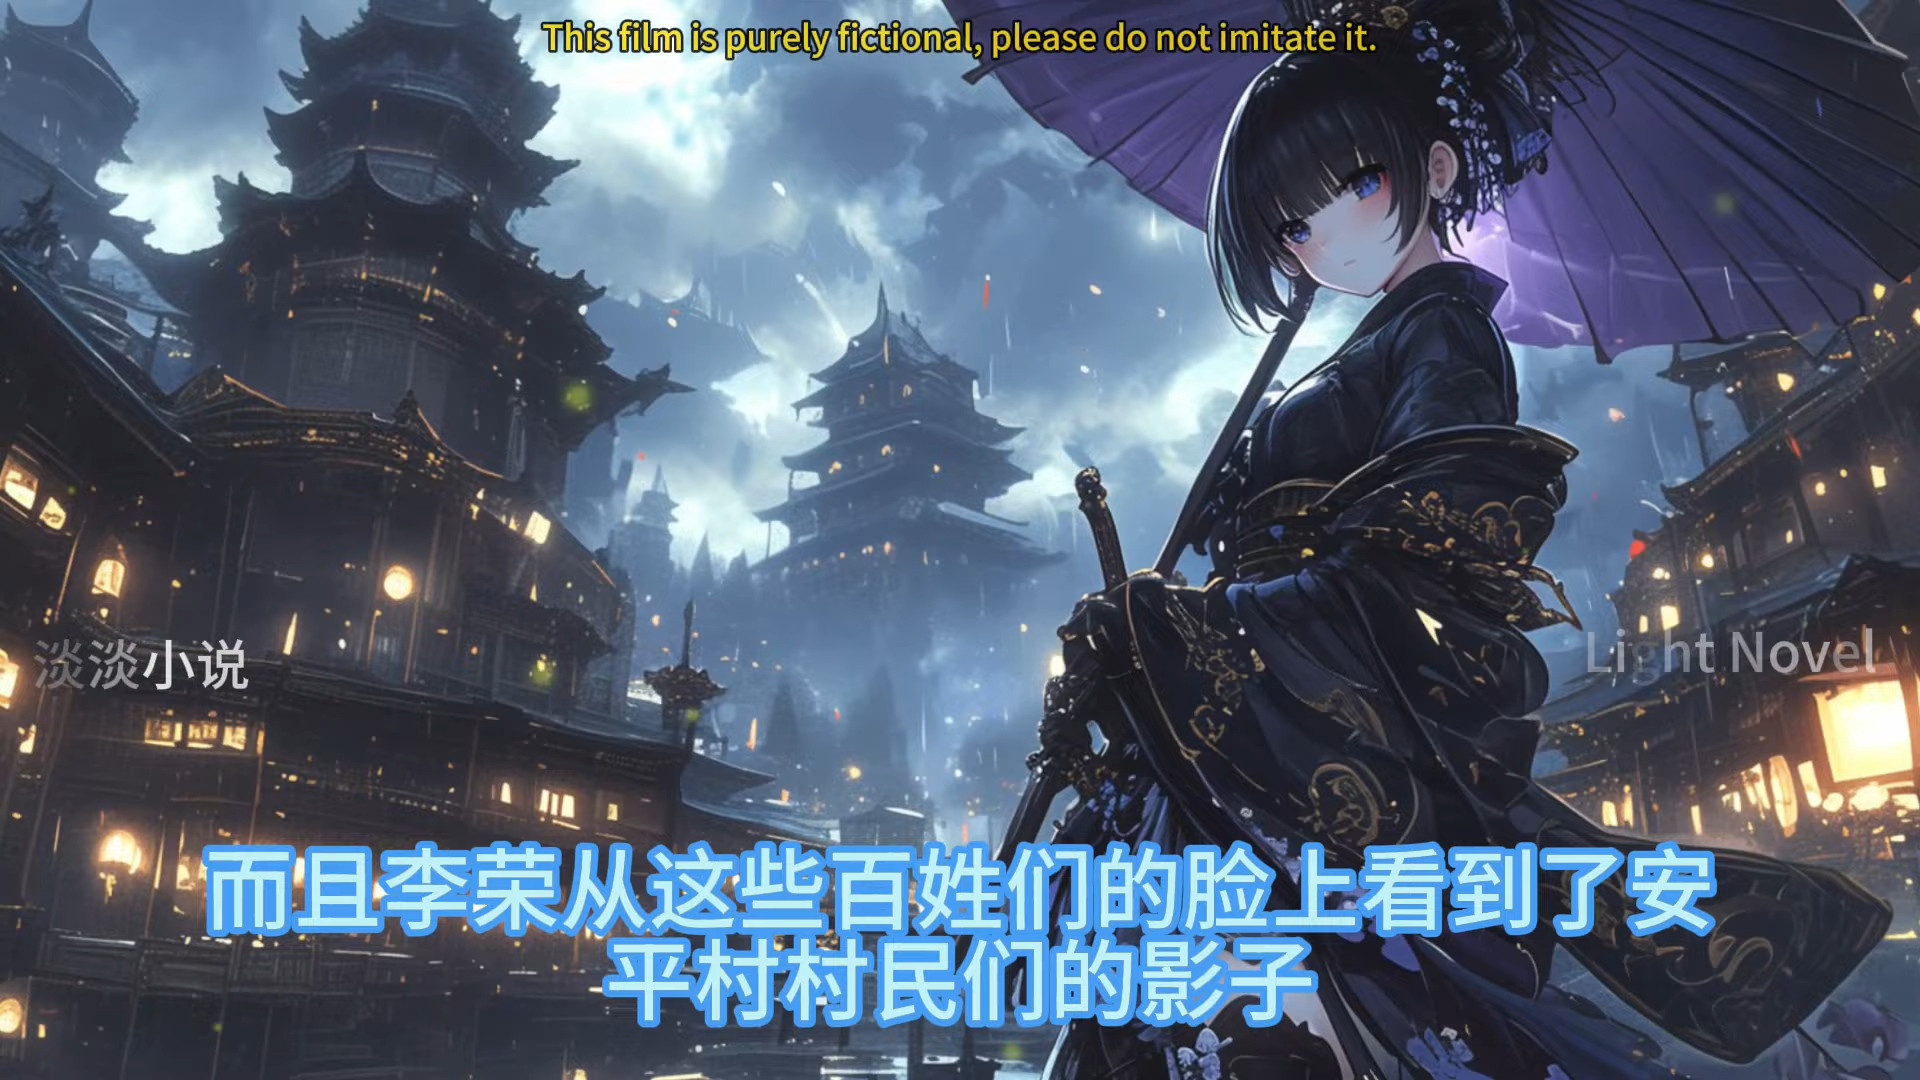 This film is purely fictional, please do not imitate it.
淡淡小说
Light Novel
而且李荣从这些百姓们的脸上看到了安
平村村民们的影子